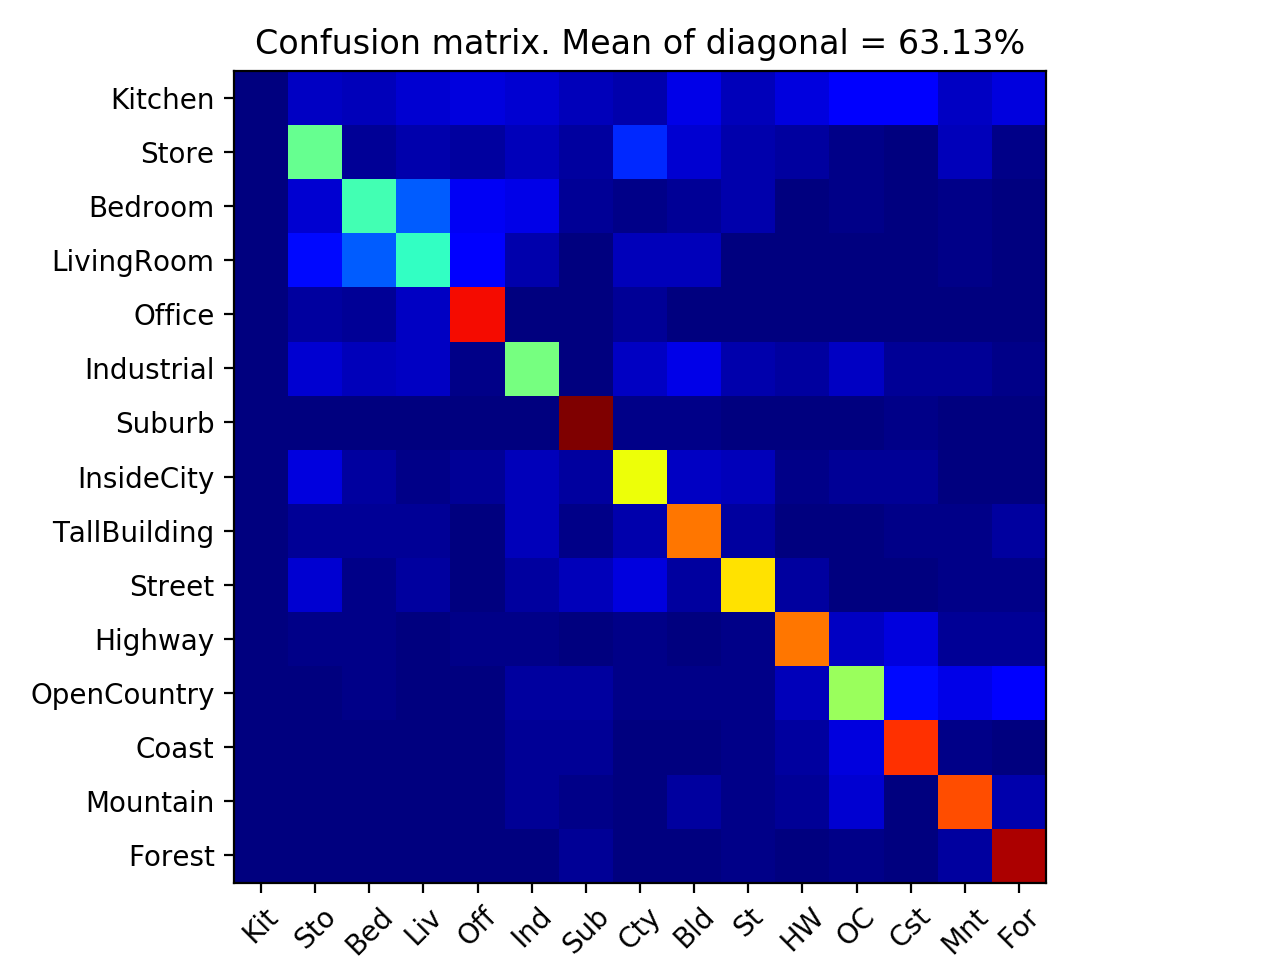 Confusion matrix. Mean of diagonal = 63.13%
Kitchen
Store
Bedroom
LivingRoom
Office
Industrial
Suburb
InsideCity
TallBuilding
Street
Highway
OpenCountry
Coast
Mountain
Forest
Kit Sto Bed Liv Off Ind Sub Cty Bld St HW OC Cst Mnt For